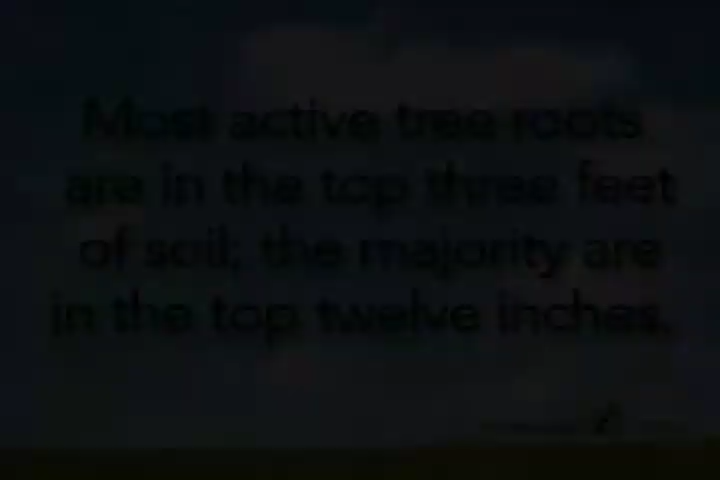 Most active tree roots
are in the top three feet
of soil; the majority are
in the top twelve inches.